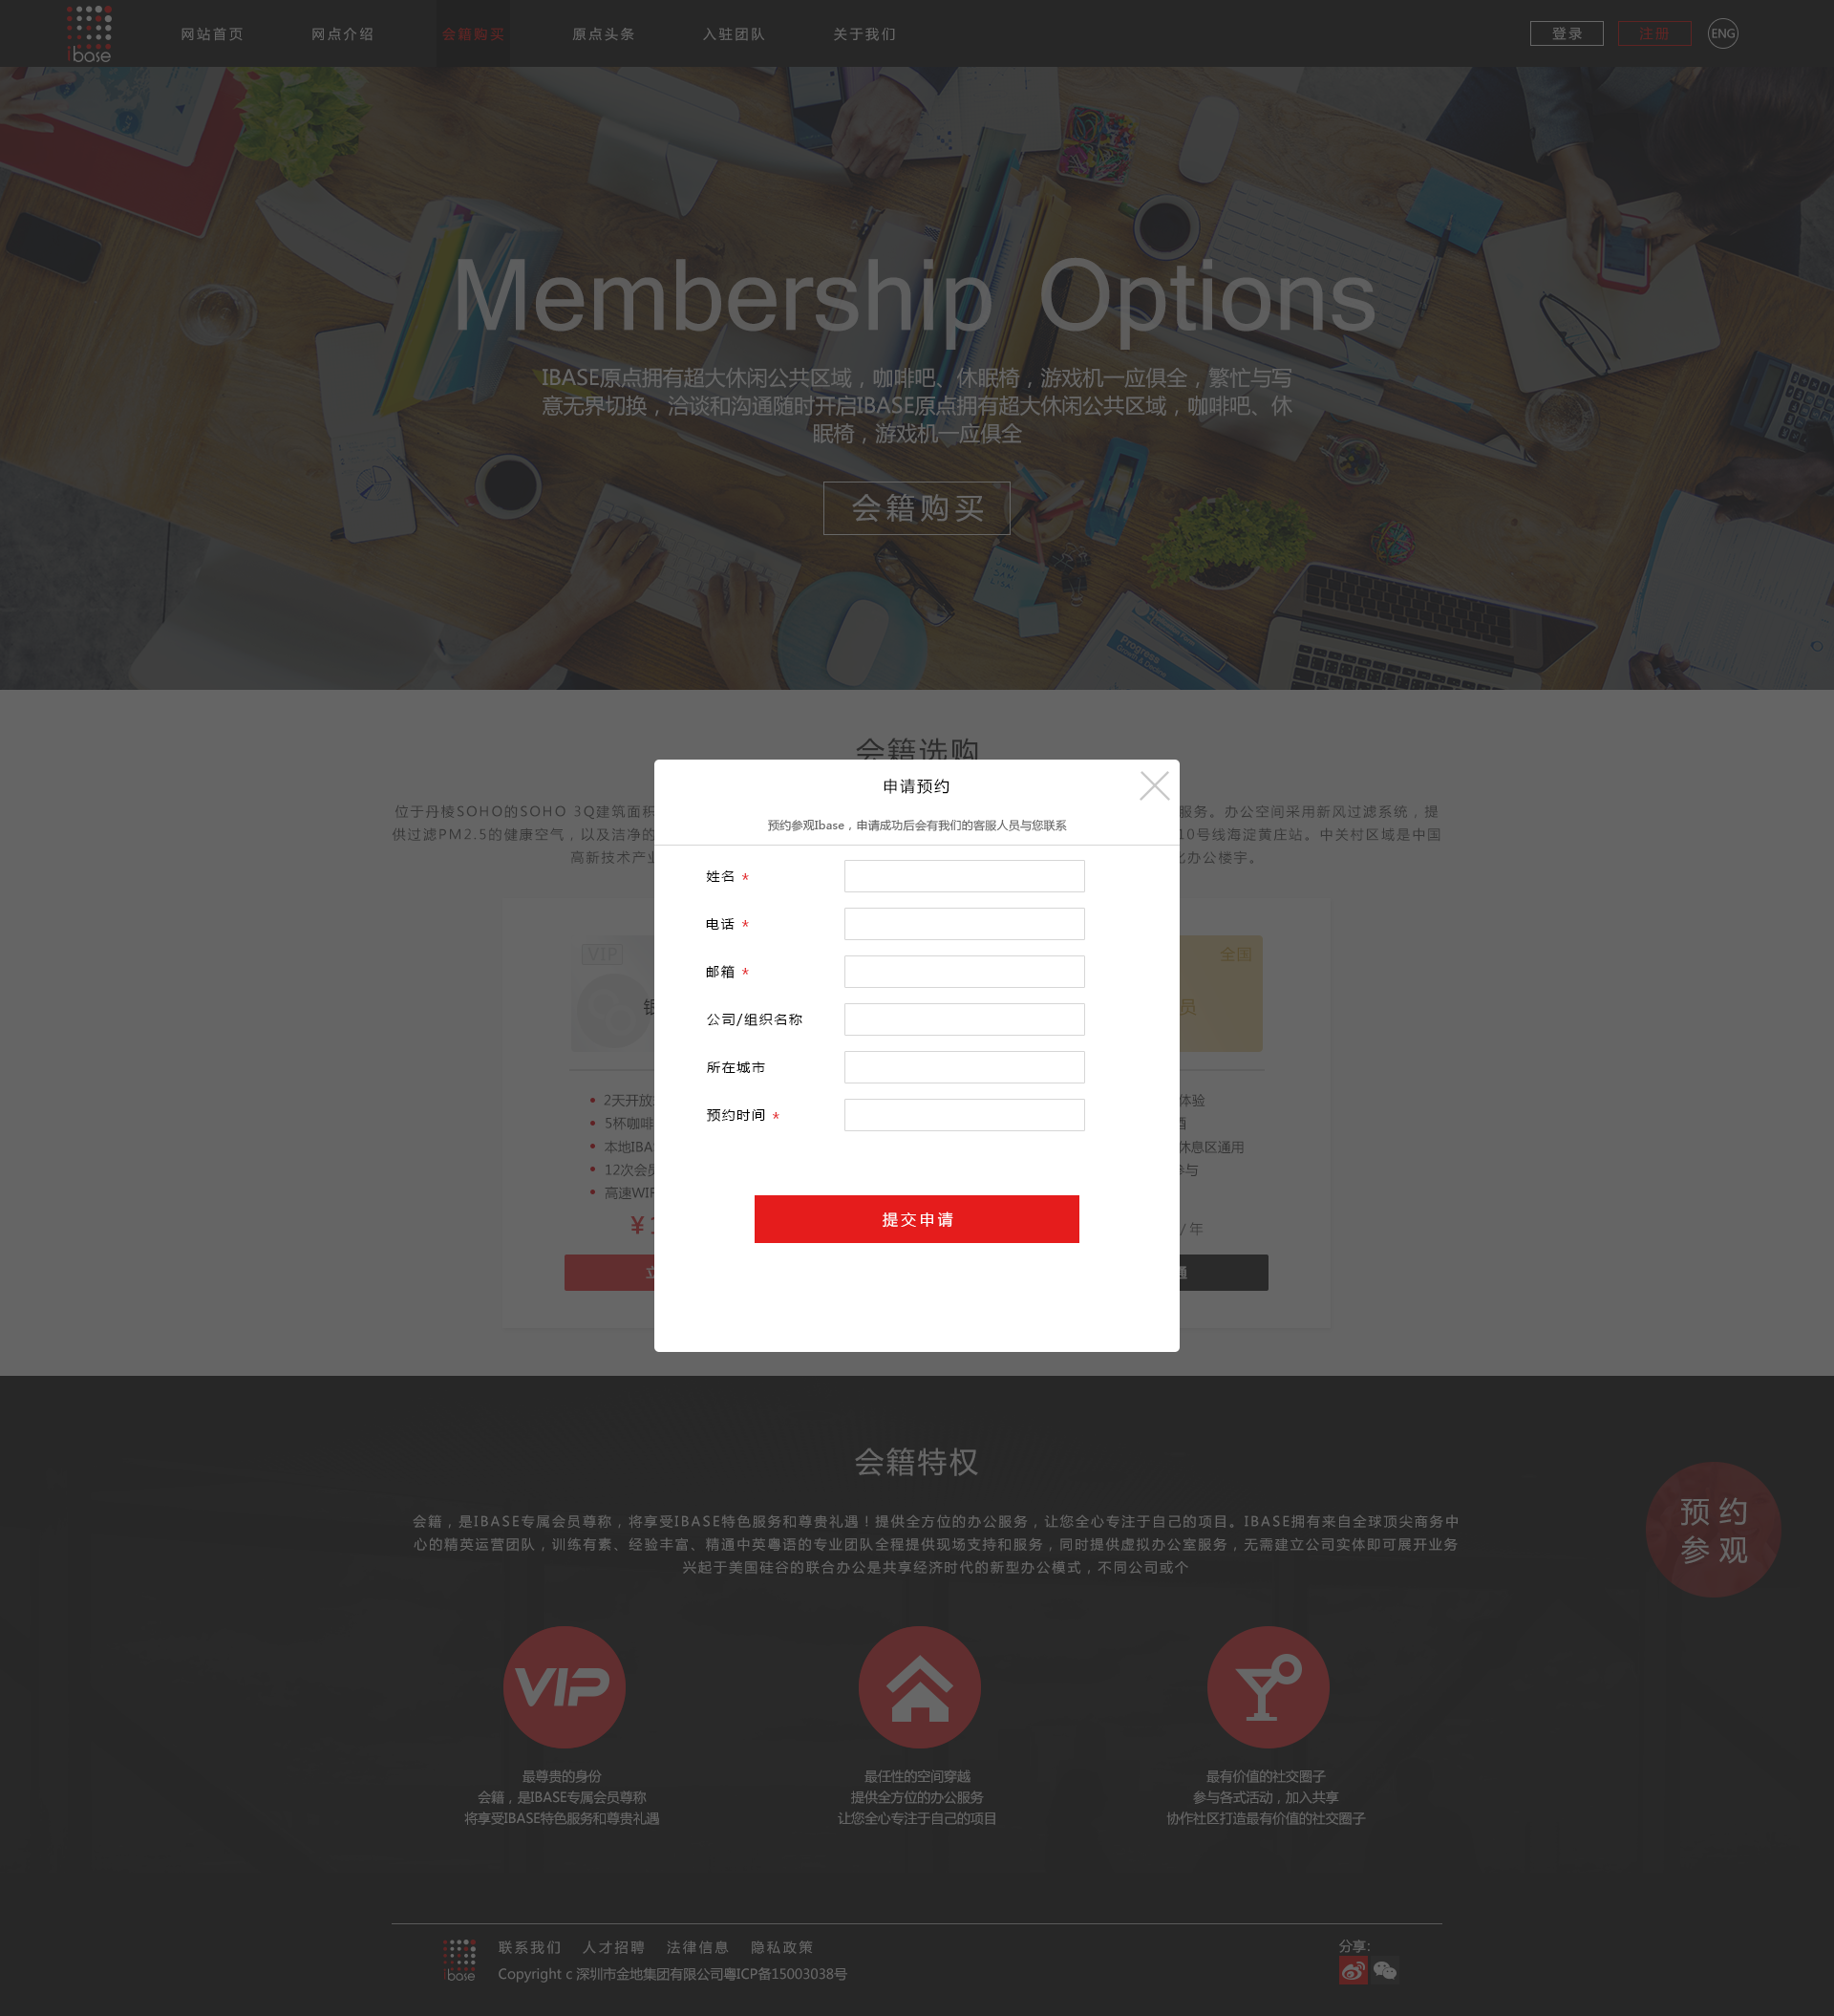 Ibase
网站首页 网点介绍 会籍购买 原点头条 入驻团队 关于我们
登录 注册 ENG
Membership Options
IBASE原点拥有超大休闲公共区域，咖啡吧、休眠椅，游戏机一应俱全，繁忙与写
意无界切换，洽谈和沟通随时开启IBASE原点拥有超大休闲公共区域，咖啡吧、休
眠椅，游戏机一应俱全
会籍购买
Progress
会籍选购
位于丹棱SOHO的SOHO 3Q建筑面积
服务。办公空间采用新风过滤系统，提
供过滤PM2.5的健康空气，以及洁净的
10号线海淀黄庄站。中关村区域是中国
高新技术产业
办公楼宇。
申请预约
预约参观Ibase，申请成功后会有我们的客服人员与您联系
姓名 *
电话 *
邮箱 *
公司/组织名称
所在城市
预约时间 *
提交申请
VIP
全国
员
2天开放
体验
5杯咖啡
本地IBA
休息区通用
12次会员
参与
高速WIF
¥
/年
会籍特权
会籍，是IBASE专属会员尊称，将享受IBASE特色服务和尊贵礼遇！提供全方位的办公服务，让您全心专注于自己的项目。IBASE拥有来自全球顶尖商务中
心的精英运营团队，训练有素、经验丰富、精通中英粤语的专业团队全程提供现场支持和服务，同时提供虚拟办公室服务，无需建立公司实体即可展开业务
兴起于美国硅谷的联合办公是共享经济时代的新型办公模式，不同公司或个
预约
参观
VIP
最尊贵的身份
会籍，是IBASE专属会员尊称
将享受IBASE特色服务和尊贵礼遇
最任性的空间穿越
提供全方位的办公服务
让您全心专注于自己的项目
最有价值的社交圈子
参与各式活动，加入共享
协作社区打造最有价值的社交圈子
Ibase
联系我们 人才招聘 法律信息 隐私政策
Copyright c 深圳市金地集团有限公司粤ICP备15003038号
分享: